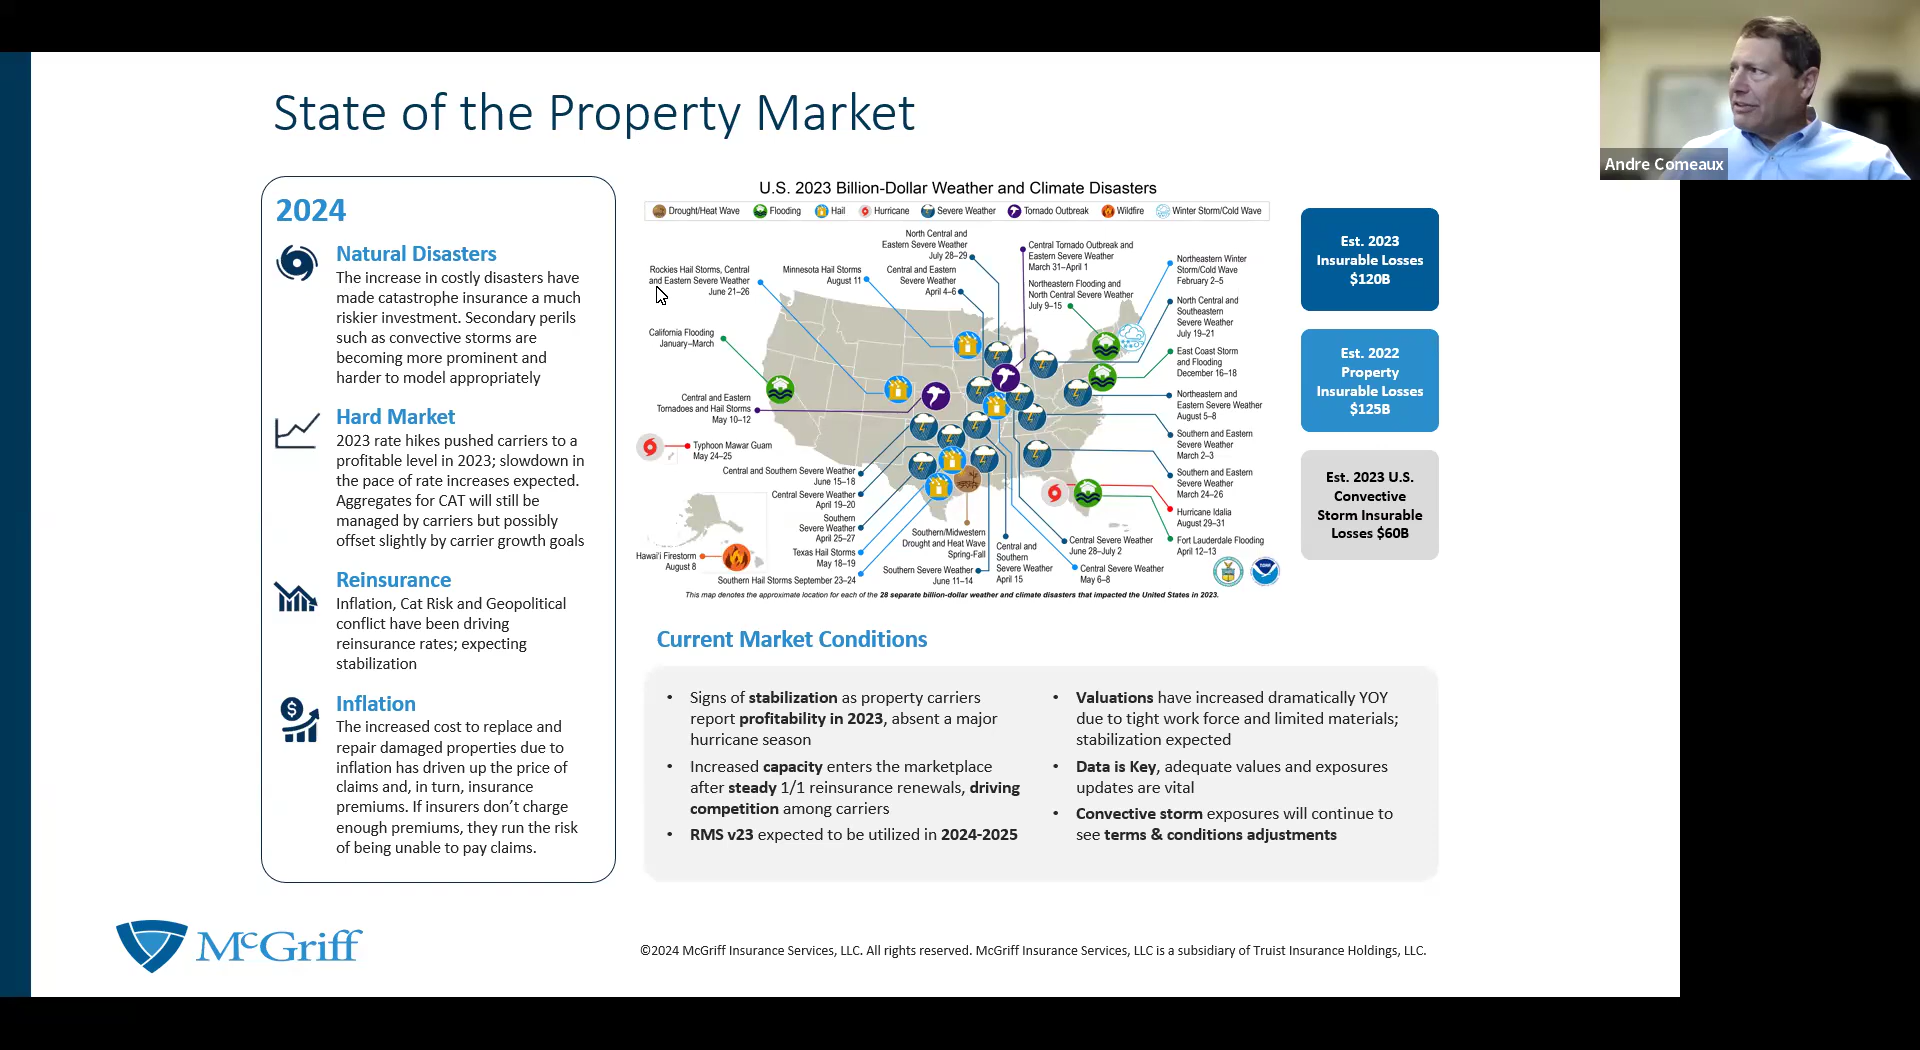 State of the Property Market
Andre Comeaux
2024
Natural Disasters
The increase in costly disasters have
made catastrophe insurance a much
riskier investment. Secondary perils
such as convective storms are
becoming more prominent and
harder to model appropriately
Hard Market
2023 rate hikes pushed carriers to a
profitable level in 2023; slowdown in
the pace of rate increases expected.
Aggregates for CAT will still be
managed by carriers but possibly
offset slightly by carrier growth goals
Reinsurance
Inflation, Cat Risk and Geopolitical
conflict have been driving
reinsurance rates; expecting
stabilization
Inflation
The increased cost to replace and
repair damaged properties due to
inflation has driven up the price of
claims and, in turn, insurance
premiums. If insurers don’t charge
enough premiums, they run the risk
of being unable to pay claims.
U.S. 2023 Billion-Dollar Weather and Climate Disasters
Drought/Heat Wave Flooding Hail Hurricane Severe Weather Tornado Outbreak Wildfire Winter Storm/Cold Wave
North Central and
Eastern Severe Weather
July 28–29
Rockies Hail Storms, Central
and Eastern Severe Weather
June 21–26
Minnesota Hail Storms
August 11
Central and Eastern
Severe Weather
April 4–6
Central Tornado Outbreak and
Eastern Severe Weather
March 31–April 1
Northeastern Flooding and
North Central Severe Weather
July 9–15
Northeastern Winter
Storm/Cold Wave
February 2–5
North Central and
Southeastern
Severe Weather
July 19–21
California Flooding
January–March
East Coast Storm
and Flooding
December 16–18
Central and Eastern
Tornadoes and Hail Storms
May 10–12
Northeastern and
Eastern Severe Weather
August 5–8
Southern and Eastern
Severe Weather
March 2–3
Typhoon Mawar Guam
May 24–25
Central and Southern Severe Weather
June 15–18
Southern and Eastern
Severe Weather
March 24–26
Central Severe Weather
April 19–20
Hurricane Idalia
August 29–31
Southern
Severe Weather
April 25–27
Fort Lauderdale Flooding
April 12–13
Texas Hail Storms
May 18–19
Hawai'i Firestorm
August 8
Southern Hail Storms September 23–24
Southern/Midwestern
Drought and Heat Wave
Spring-Fall
Southern Severe Weather
June 11–14
Central and
Southern
Severe Weather
April 15
Central Severe Weather
June 28–July 2
Central Severe Weather
May 6–8
This map denotes the approximate location for each of the 28 separate billion-dollar weather and climate disasters that impacted the United States in 2023.
Est. 2023
Insurable Losses
$120B
Est. 2022
Property
Insurable Losses
$125B
Est. 2023 U.S.
Convective
Storm Insurable
Losses $60B
Current Market Conditions
• Signs of stabilization as property carriers
report profitability in 2023, absent a major
hurricane season
• Increased capacity enters the marketplace
after steady 1/1 reinsurance renewals, driving
competition among carriers
• RMS v23 expected to be utilized in 2024-2025
• Valuations have increased dramatically YOY
due to tight work force and limited materials;
stabilization expected
• Data is Key, adequate values and exposures
updates are vital
• Convective storm exposures will continue to
see terms & conditions adjustments
McGriff
©2024 McGriff Insurance Services, LLC. All rights reserved. McGriff Insurance Services, LLC is a subsidiary of Truist Insurance Holdings, LLC.